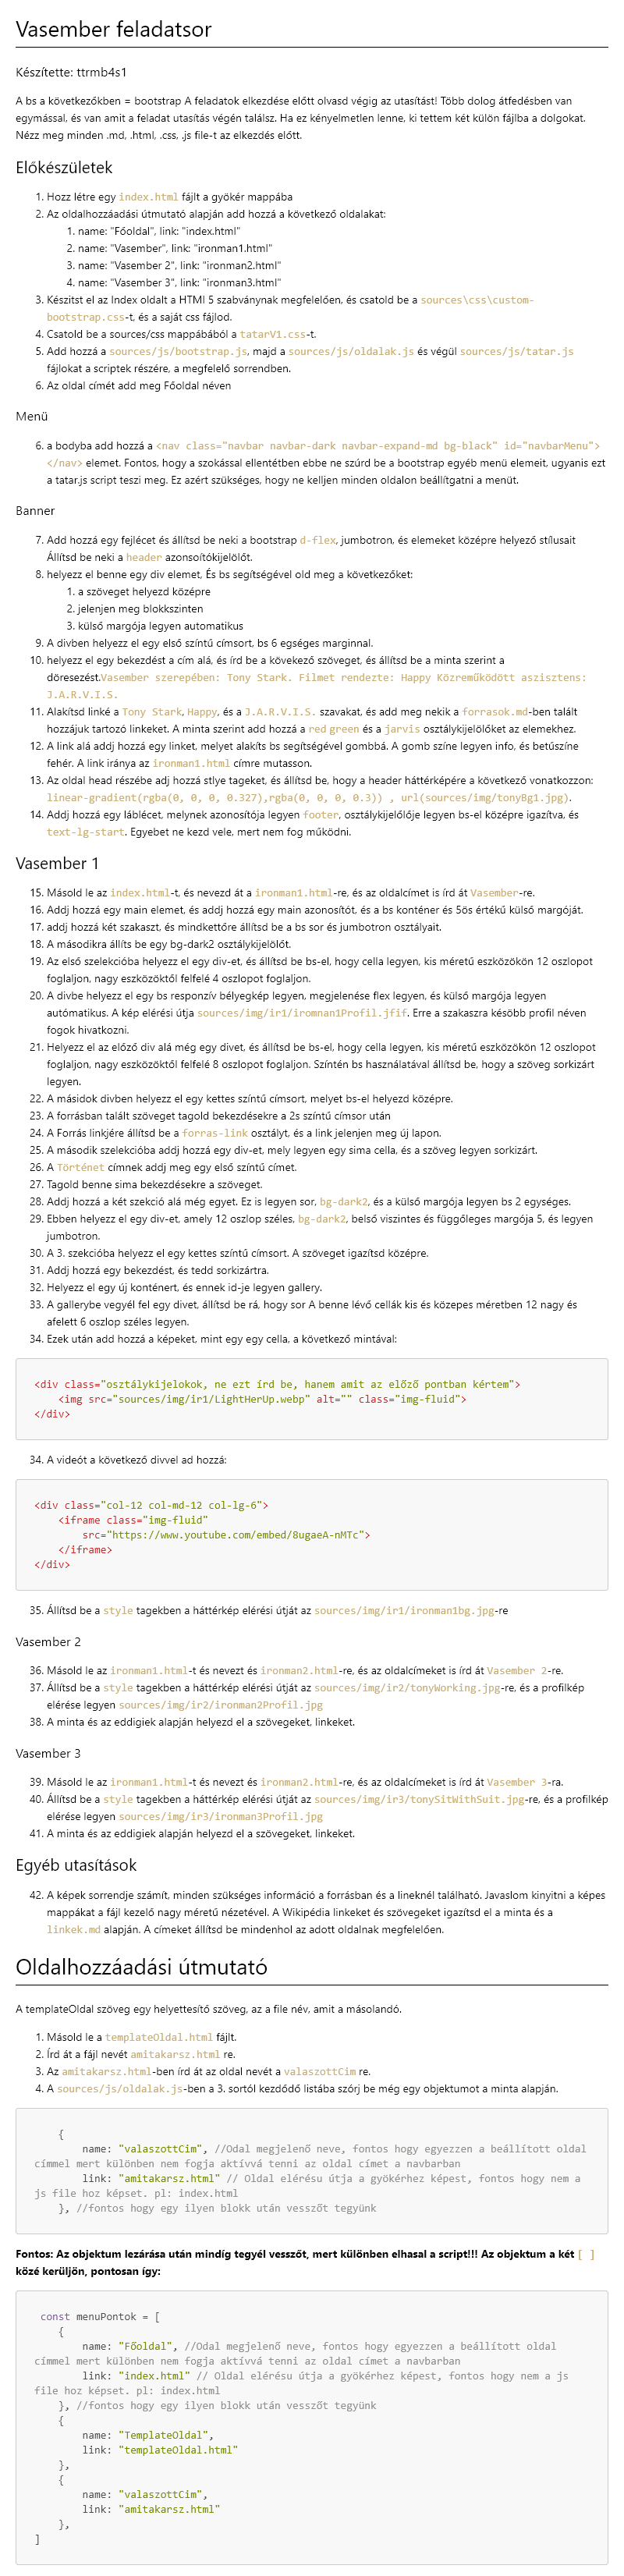 Vasember feladatsor
Készítette: ttrmb4s1
A bs a következőkben = bootstrap A feladatok elkezdése előtt olvasd végig az utasítást! Több dolog átfedésben van
egymással, és van amit a feladat utasítás végén találsz. Ha ez kényelmetlen lenne, ki tettem két külön fájlba a dolgokat.
Nézz meg minden .md, .html, .css, .js file-t az elkezdés előtt.
Előkészületek
1. Hozz létre egy index.html fájlt a gyökér mappába
2. Az oldalhozzáadási útmutató alapján add hozzá a következő oldalakat:
1. name: "Főoldal", link: "index.html"
2. name: "Vasember", link: "ironman1.html"
3. name: "Vasember 2", link: "ironman2.html"
4. name: "Vasember 3", link: "ironman3.html"
3. Készítst el az Index oldalt a HTMl 5 szabványnak megfelelően, és csatold be a sources\css\custom-
bootstrap.css-t, és a saját css fájlod.
4. Csatold be a sources/css mappábából a tatarV1.css-t.
5. Add hozzá a sources/js/bootstrap.js, majd a sources/js/oldalak.js és végül sources/js/tatar.js
fájlokat a scriptek részére, a megfelelő sorrendben.
6. Az oldal címét add meg Főoldal néven
Menü
6. a bodyba add hozzá a <nav class="navbar navbar-dark navbar-expand-md bg-black" id="navbarMenu">
</nav> elemet. Fontos, hogy a szokással ellentétben ebbe ne szúrd be a bootstrap egyéb menü elemeit, ugyanis ezt
a tatar.js script teszi meg. Ez azért szükséges, hogy ne kelljen minden oldalon beállítgatni a menüt.
Banner
7. Add hozzá egy fejlécet és állítsd be neki a bootstrap d-flex, jumbotron, és elemeket középre helyező stílusait
Állítsd be neki a header azonsoítókijelölőt.
8. helyezz el benne egy div elemet, És bs segítségével old meg a következőket:
1. a szöveget helyezd középre
2. jelenjen meg blokkszinten
3. külső margója legyen automatikus
9. A divben helyezz el egy első színtű címsort, bs 6 egséges marginnal.
10. helyezz el egy bekezdést a cím alá, és írd be a kövekező szöveget, és állítsd be a minta szerint a
döresezést.Vasember szerepében: Tony Stark. Filmet rendezte: Happy Közreműködött aszisztens:
J.A.R.V.I.S.
11. Alakítsd linké a Tony Stark, Happy, és a J.A.R.V.I.S. szavakat, és add meg nekik a forrasok.md-ben talált
hozzájuk tartozó linkeket. A minta szerint add hozzá a red green és a jarvis osztálykijelölőket az elemekhez.
12. A link alá addj hozzá egy linket, melyet alakíts bs segítségével gombbá. A gomb színe legyen info, és betűszíne
fehér. A link iránya az ironman1.html címre mutasson.
13. Az oldal head részébe adj hozzá stlye tageket, és állítsd be, hogy a header háttérképére a következő vonatkozzon:
linear-gradient(rgba(0, 0, 0, 0.327),rgba(0, 0, 0, 0.3)) , url(sources/img/tonyBg1.jpg).
14. Addj hozzá egy láblécet, melynek azonosítója legyen footer, osztálykijelölője legyen bs-el középre igazítva, és
text-lg-start. Egyebet ne kezd vele, mert nem fog működni.
Vasember 1
15. Másold le az index.html-t, és nevezd át a ironman1.html-re, és az oldalcímet is írd át Vasember-re.
16. Addj hozzá egy main elemet, és addj hozzá egy main azonosítót, és a bs konténer és 5ös értékű külső margóját.
17. addj hozzá két szakaszt, és mindkettőre állítsd be a bs sor és jumbotron osztályait.
18. A másodikra állíts be egy bg-dark2 osztálykijelölőt.
19. Az első szelekcióba helyezz el egy div-et, és állítsd be bs-el, hogy cella legyen, kis méretű eszközökön 12 oszlopot
foglaljon, nagy eszköztől felfelé 4 oszlopot foglaljon.
20. A divbe helyezz el egy bs responzív bélyegkép legyen, megjelenése flex legyen, és külső margója legyen
autómatikus. A kép elérési útja sources/img/ir1/iromnan1Profil.jfif. Erre a szakaszra később profil néven
fogok hivatkozni.
21. Helyezz el az előző div alá még egy divet, és állítsd be bs-el, hogy cella legyen, kis méretű eszközökön 12 oszlopot
foglaljon, nagy eszköztől felfelé 8 oszlopot foglaljon. Színtén bs használatával állítsd be, hogy a szöveg sorkizárt
legyen.
22. A másidok divben helyezz el egy kettes színtű címsort, melyet bs-el helyezd középre.
23. A forrásban talált szöveget tagold bekezdésekre a 2s színtű címsor után
24. A Forrás linkjére állítsd be a forras-link osztályt, és a link jelenjen meg új lapon.
25. A második szelekcióba addj hozzá egy div-et, mely legyen egy sima cella, és a szöveg legyen sorkizárt.
26. A Történet címnek addj meg egy első színtű címet.
27. Tagold benne sima bekezdésekre a szöveget.
28. Addj hozzá a két szekció alá még egyet. Ez is legyen sor, bg-dark2, és a külső margója legyen bs 2 egységes.
29. Ebben helyezz el egy div-et, amely 12 oszlop széles, bg-dark2, belső viszintes és függőleges margója 5, és legyen
jumbotron.
30. A 3. szekcióba helyezz el egy kettes színtű címsort. A szöveget igazítsd középre.
31. Addj hozzá egy bekezdést, és tedd sorkizártra.
32. Helyezz el egy új konténert, és ennek id-je legyen gallery.
33. A gallerybe vegyél fel egy divet, állítsd be rá, hogy sor A benne lévő cellák kis és közepes méretben 12 nagy és
afelett 6 oszlop széles legyen.
34. Ezek után add hozzá a képeket, mint egy egy cella, a következő mintával:
<div class="osztálykijelokok, ne ezt írd be, hanem amit az előző pontban kértem">
<img src="sources/img/ir1/LightHerUp.webp" alt="" class="img-fluid">
</div>
34. A videót a következő divvel ad hozzá:
<div class="col-12 col-md-12 col-lg-6">
<iframe class="img-fluid"
src="https://www.youtube.com/embed/8ugaeA-nMTc">
</iframe>
</div>
35. Állítsd be a style tagekben a háttérkép elérési útját az sources/img/ir1/ironman1bg.jpg-re
Vasember 2
36. Másold le az ironman1.html-t és nevezt és ironman2.html-re, és az oldalcímeket is írd át Vasember 2-re.
37. Állítsd be a style tagekben a háttérkép elérési útját az sources/img/ir2/tonyWorking.jpg-re, és a profilkép
elérése legyen sources/img/ir2/ironman2Profil.jpg
38. A minta és az eddigiek alapján helyezd el a szövegeket, linkeket.
Vasember 3
39. Másold le az ironman1.html-t és nevezt és ironman2.html-re, és az oldalcímeket is írd át Vasember 3-ra.
40. Állítsd be a style tagekben a háttérkép elérési útját az sources/img/ir3/tonySitWithSuit.jpg-re, és a profilkép
elérése legyen sources/img/ir3/ironman3Profil.jpg
41. A minta és az eddigiek alapján helyezd el a szövegeket, linkeket.
Egyéb utasítások
42. A képek sorrendje számít, minden szükséges információ a forrásban és a lineknél található. Javaslom kinyitni a képes
mappákat a fájl kezelő nagy méretű nézetével. A Wikipédia linkeket és szövegeket igazítsd el a minta és a
linkek.md alapján. A címeket állítsd be mindenhol az adott oldalnak megfelelően.
Oldalhozzáadási útmutató
A templateOldal szöveg egy helyettesítő szöveg, az a file név, amit a másolandó.
1. Másold le a templateOldal.html fájlt.
2. Írd át a fájl nevét amitakarsz.html re.
3. Az amitakarsz.html-ben írd át az oldal nevét a valaszottCim re.
4. A sources/js/oldalak.js-ben a 3. sortól kezdődő listába szórj be még egy objektumot a minta alapján.
{
name: "valaszottCim", //Odal megjelenő neve, fontos hogy egyezzen a beállított oldal
címmel mert különben nem fogja aktívvá tenni az oldal címet a navbarban
link: "amitakarsz.html" // Oldal elérésu útja a gyökérhez képest, fontos hogy nem a
js file hoz képset. pl: index.html
}, //fontos hogy egy ilyen blokk után vesszőt tegyünk
Fontos: Az objektum lezárása után mindíg tegyél vesszőt, mert különben elhasal a script!!! Az objektum a két [ ]
közé kerüljön, pontosan így:
const menuPontok = [
{
name: "Főoldal", //Odal megjelenő neve, fontos hogy egyezzen a beállított oldal
címmel mert különben nem fogja aktívvá tenni az oldal címet a navbarban
link: "index.html" // Oldal elérésu útja a gyökérhez képest, fontos hogy nem a js
file hoz képset. pl: index.html
}, //fontos hogy egy ilyen blokk után vesszőt tegyünk
{
name: "TemplateOldal",
link: "templateOldal.html"
},
{
name: "valaszottCim",
link: "amitakarsz.html"
},
]